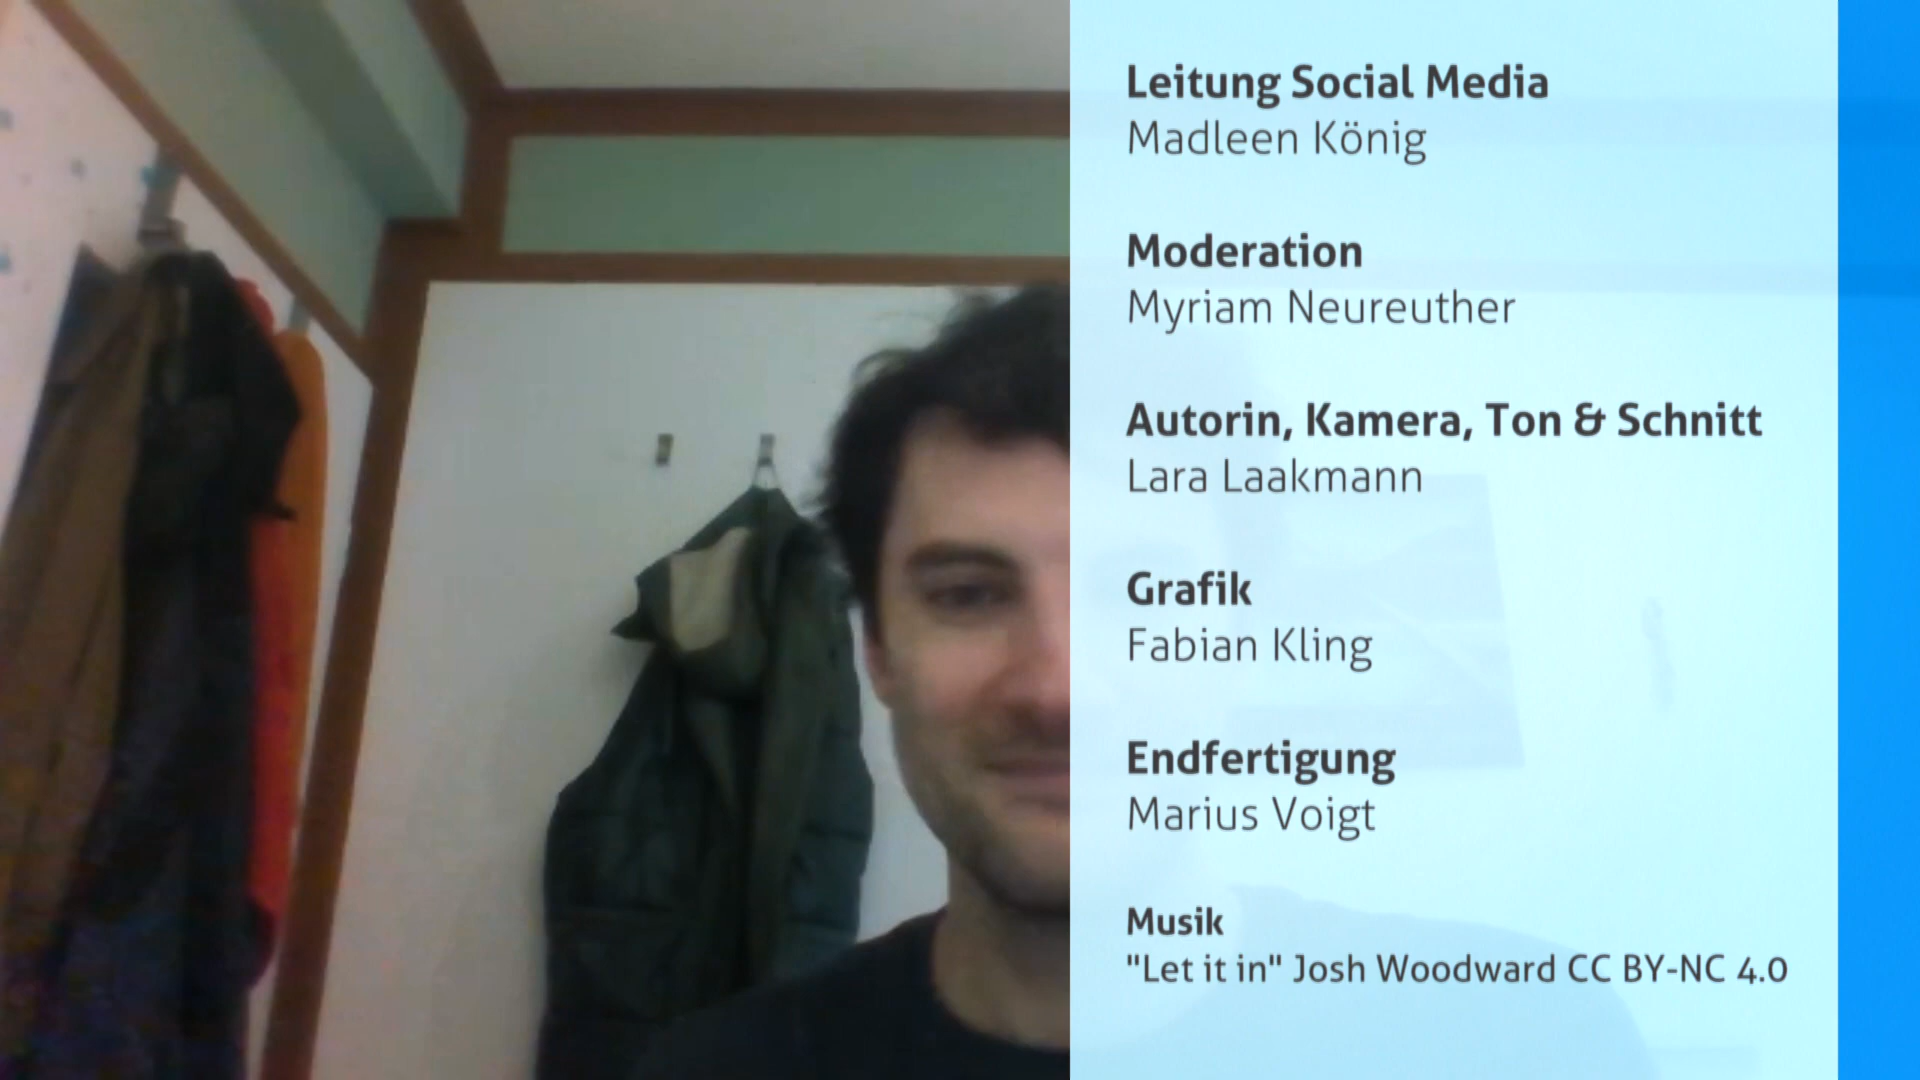 Leitung Social Media
Madleen König
Moderation
Myriam Neureuther
Autorin, Kamera, Ton & Schnitt
Lara Laakmann
Grafik
Fabian Kling
Endfertigung
Marius Voigt
Musik
"Let it in" Josh Woodward CC BY-NC 4.0